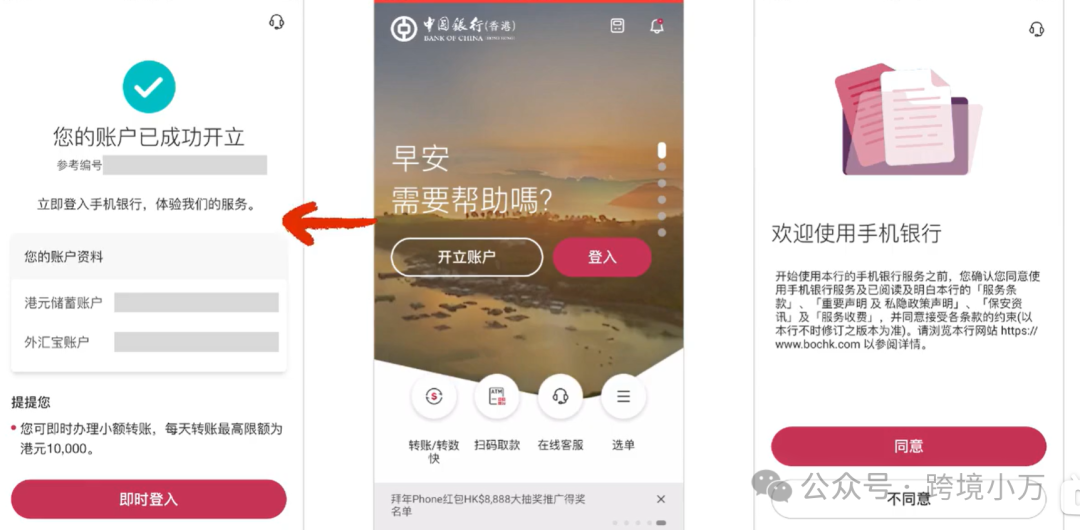 您的账户已成功开立
参考编号
立即登入手机银行，体验我们的服务。
您的账户资料
港元储蓄账户
外汇宝账户
提提您
您可即时办理小额转账，每天转账最高限额为
港元10,000。
即时登入
中国银行(香港)
BANK OF CHINA (HONG KONG)
早安
需要帮助嗎?
开立账户
登入
转账/转数
快
扫码取款
在线客服
选单
拜年Phone红包HK$8,888大抽奖推广得奖
名单
欢迎使用手机银行
开始使用本行的手机银行服务之前，您确认您同意使
用手机银行服务及已阅读及明白本行的「服务条
款」、「重要声明 及 私隐政策声明」、「保安资
讯」及「服务收费」，并同意接受各条款的约束(以
本行不时修订之版本为准)。请浏览本行网站 https://
www.bochk.com 以参阅详情。
同意
不同意
公众号 · 跨境小万